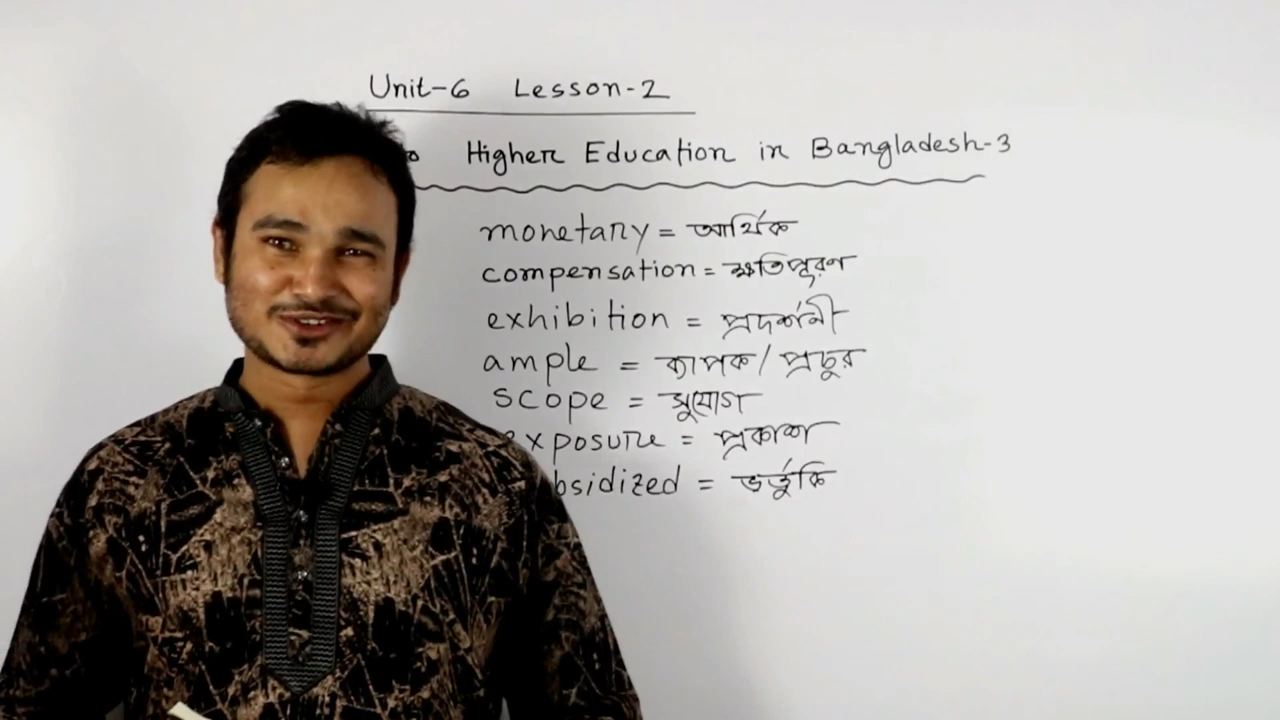 Unit-6 Lesson-2
Higher Education in Bangladesh-3
monetary = আর্থিক
compensation = ক্ষতিপূরণ
exhibition = প্রদর্শনী
ample = ব্যাপক / প্রচুর
scope = সুযোগ
exposure = প্রকাশ
bsidized = ভর্তুকি